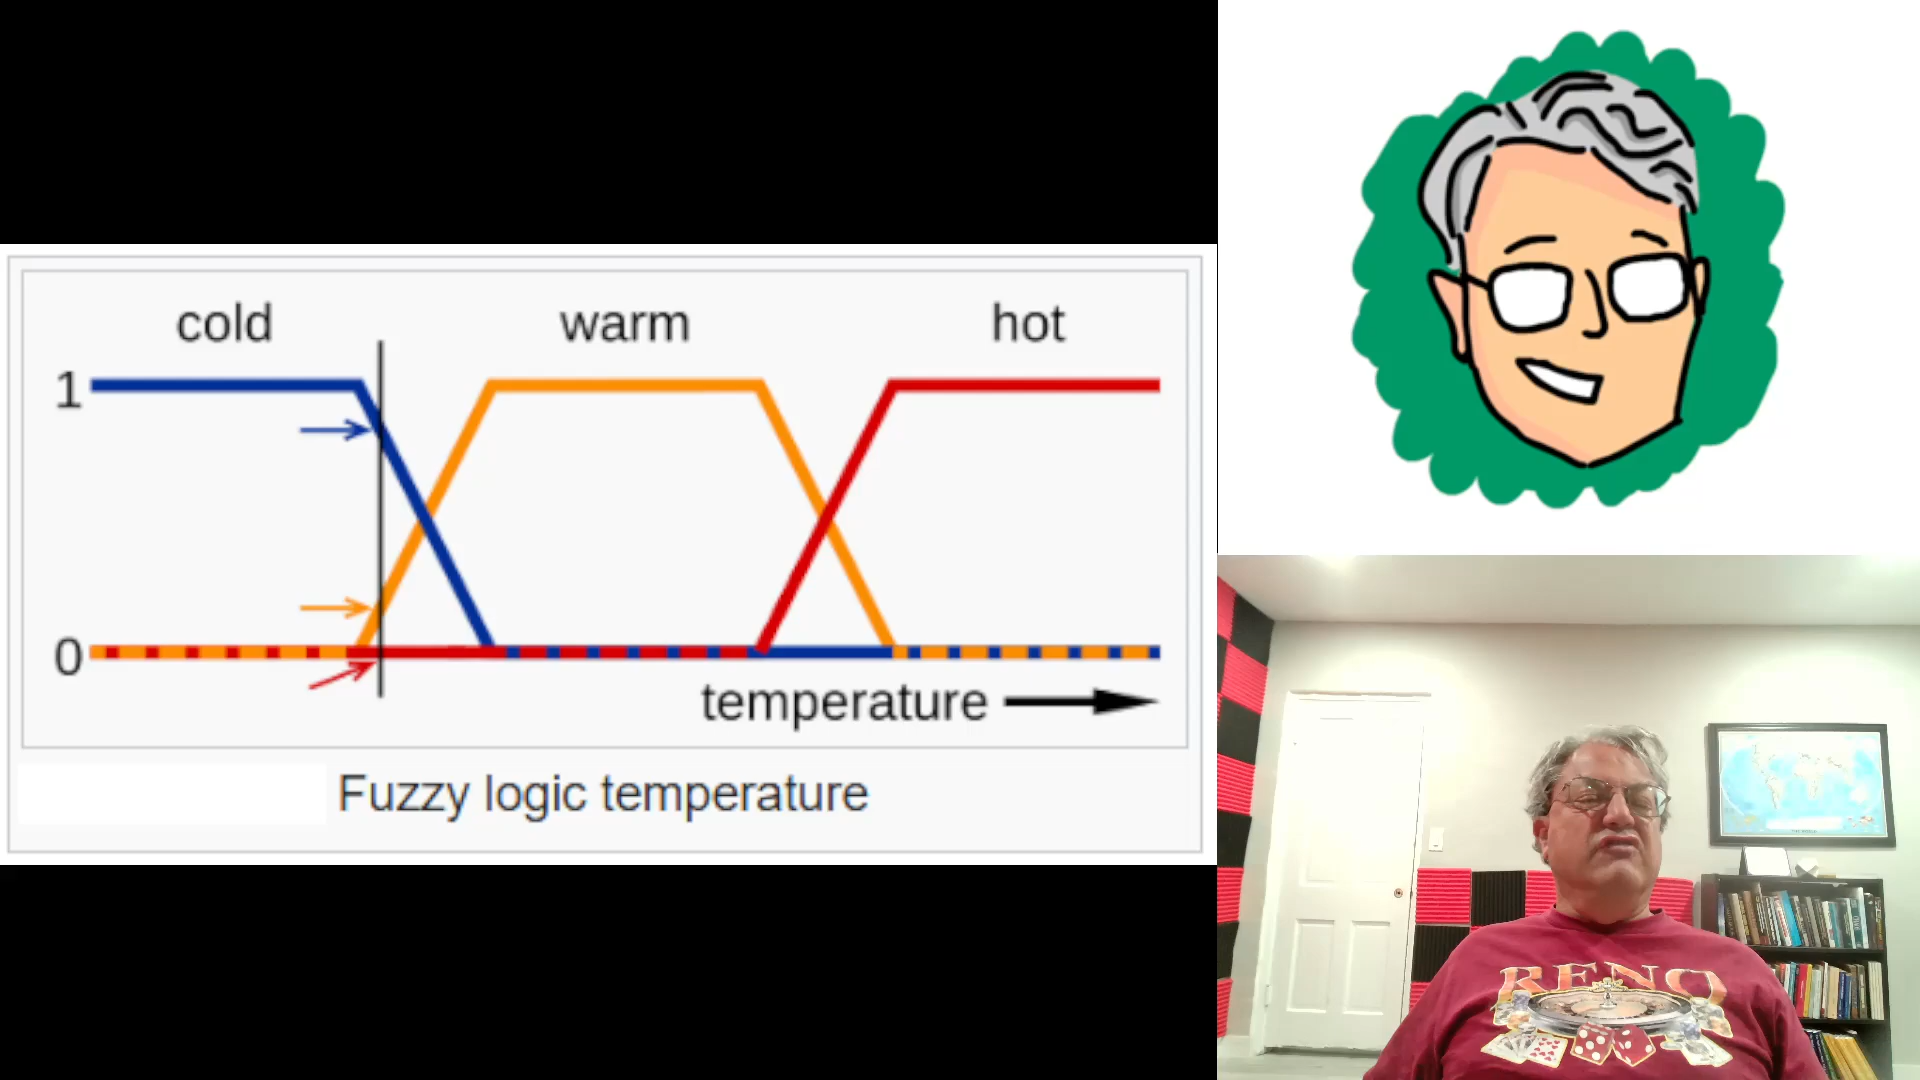 cold warm hot
1
0
temperature
Fuzzy logic temperature
RENO